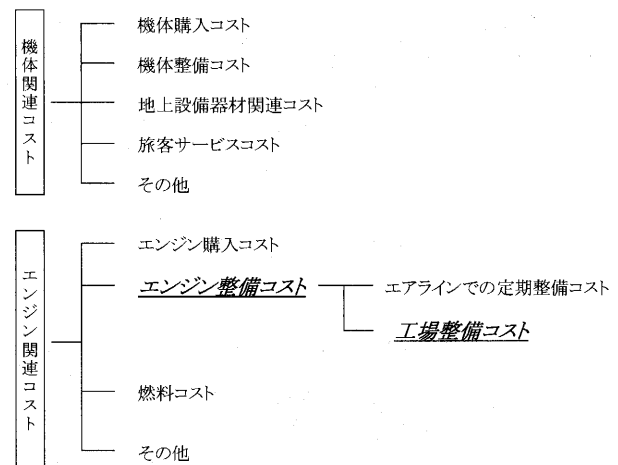 機体関連コスト
機体購入コスト
機体整備コスト
地上設備器材関連コスト
旅客サービスコスト
その他
エンジン関連コスト
エンジン購入コスト
エンジン整備コスト
エアラインでの定期整備コスト
工場整備コスト
燃料コスト
その他